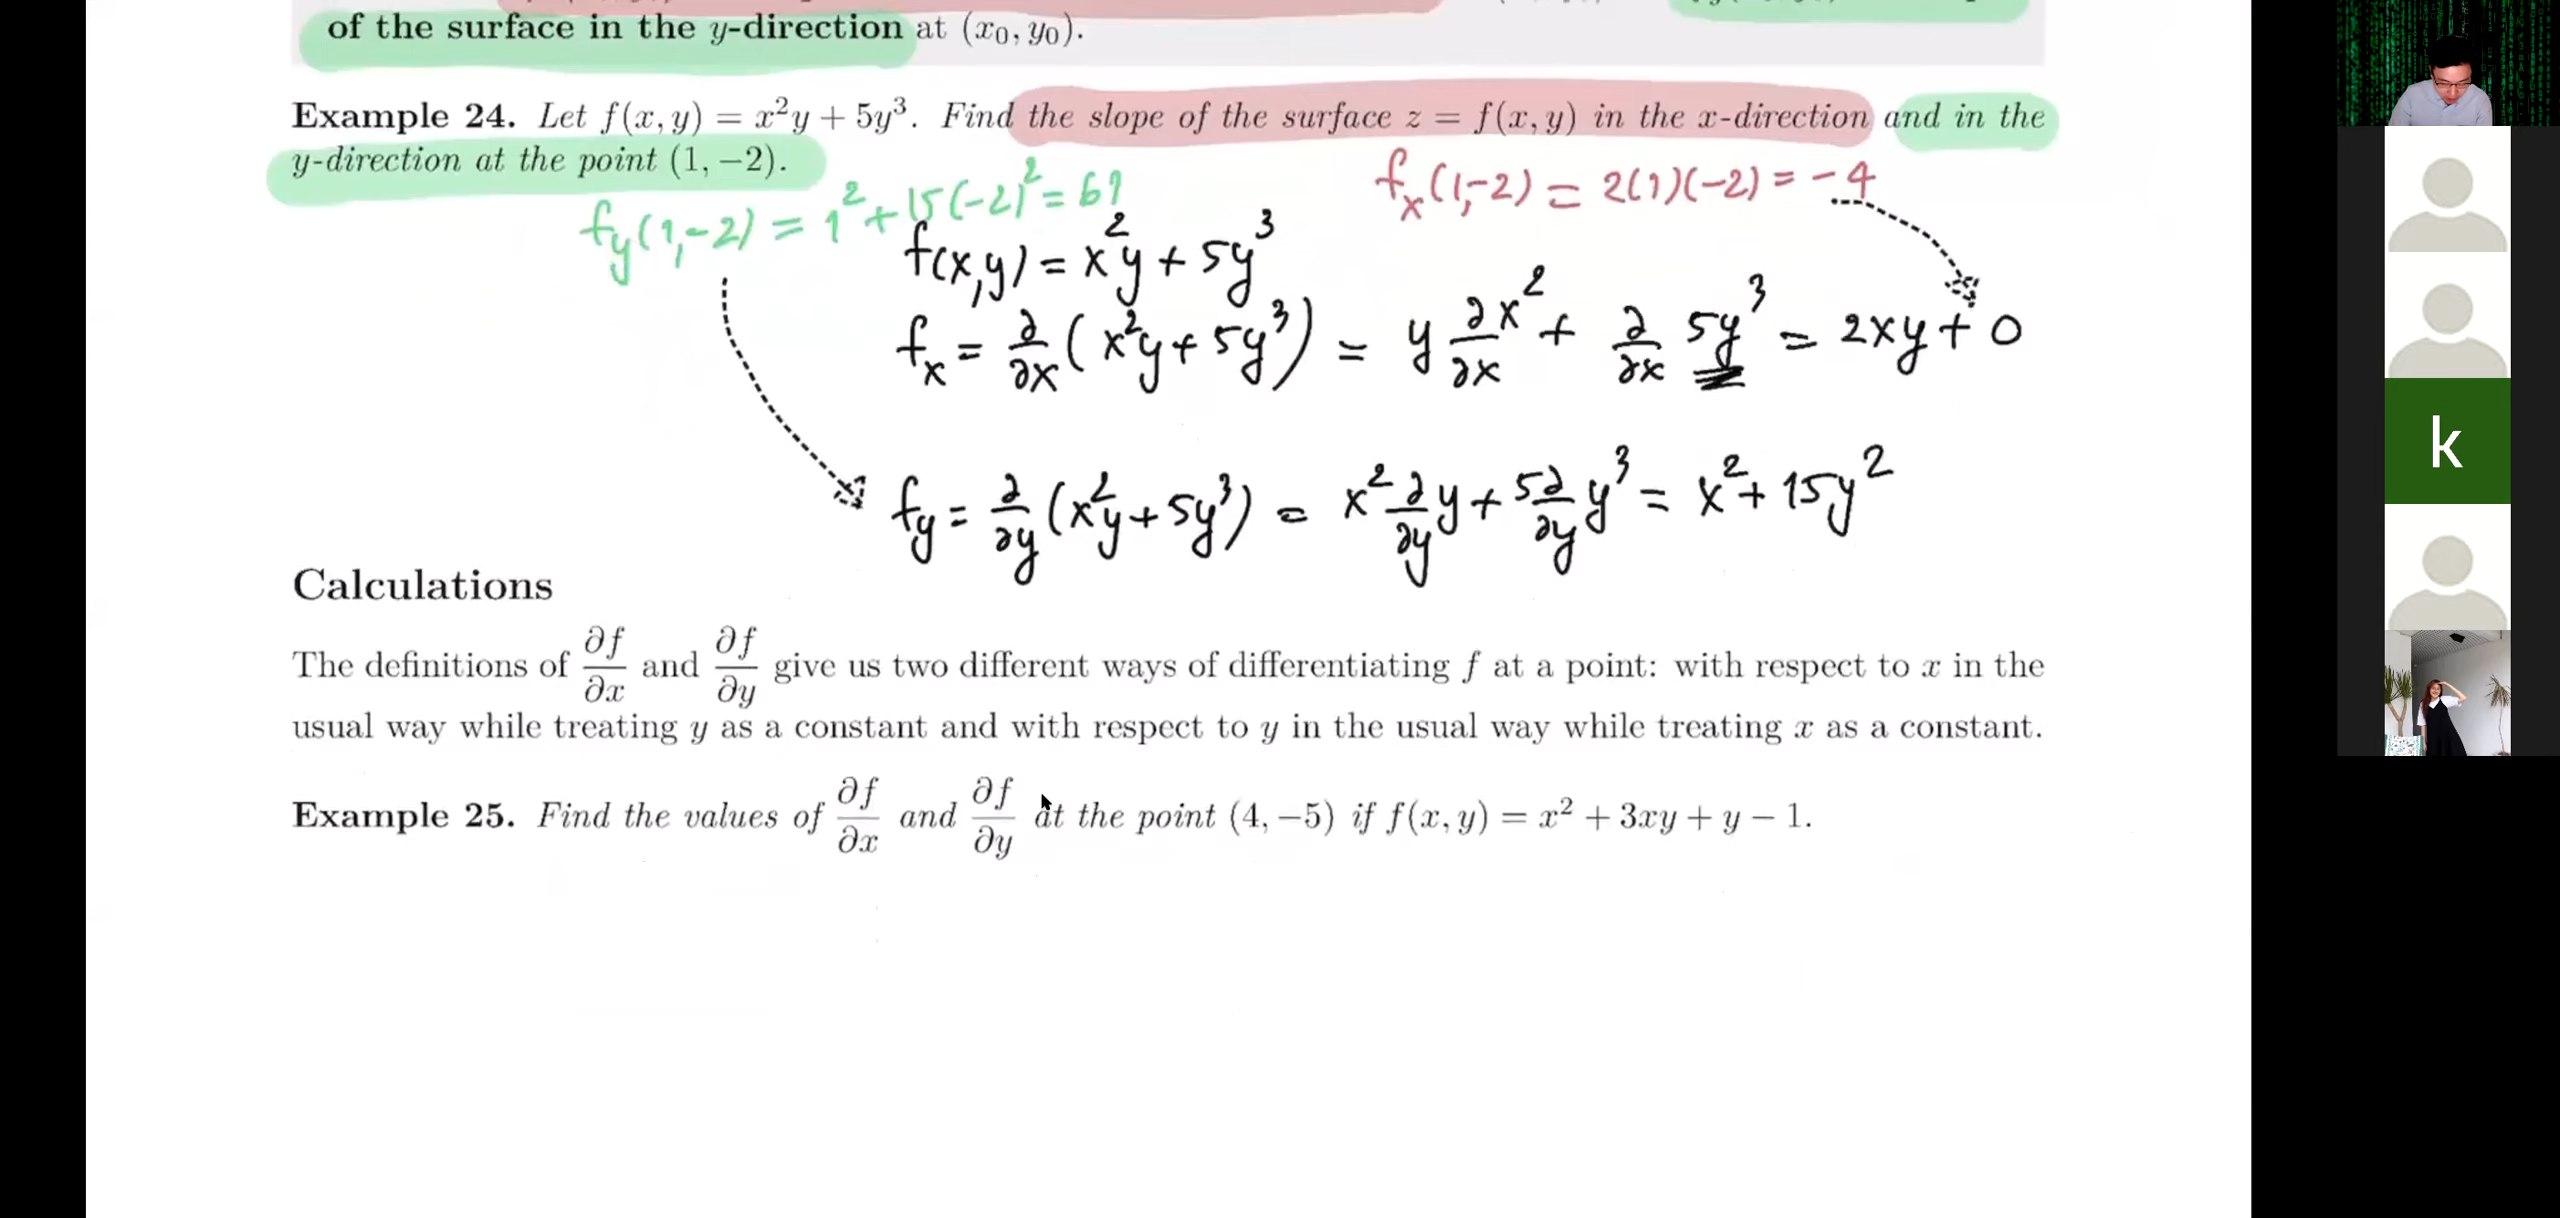 of the surface in the y-direction at (x₀, y₀).
Example 24. Let f(x, y) = x²y + 5y³. Find the slope of the surface z = f(x, y) in the x-direction and in the
y-direction at the point (1, −2).
f_x(1,-2) = 2(1)(-2) = -4
f_y(1,-2) = 1² + 15(-2)² = 61
f(x,y) = x²y + 5y³
f_x = ∂/∂x (x²y + 5y³) = y ∂x²/∂x + ∂/∂x 5y³ = 2xy + 0
f_y = ∂/∂y (x²y + 5y³) = x² ∂/∂y y + 5 ∂/∂y y³ = x² + 15y²
Calculations
The definitions of ∂f/∂x and ∂f/∂y give us two different ways of differentiating f at a point: with respect to x in the
usual way while treating y as a constant and with respect to y in the usual way while treating x as a constant.
Example 25. Find the values of ∂f/∂x and ∂f/∂y at the point (4, −5) if f(x, y) = x² + 3xy + y − 1.
k